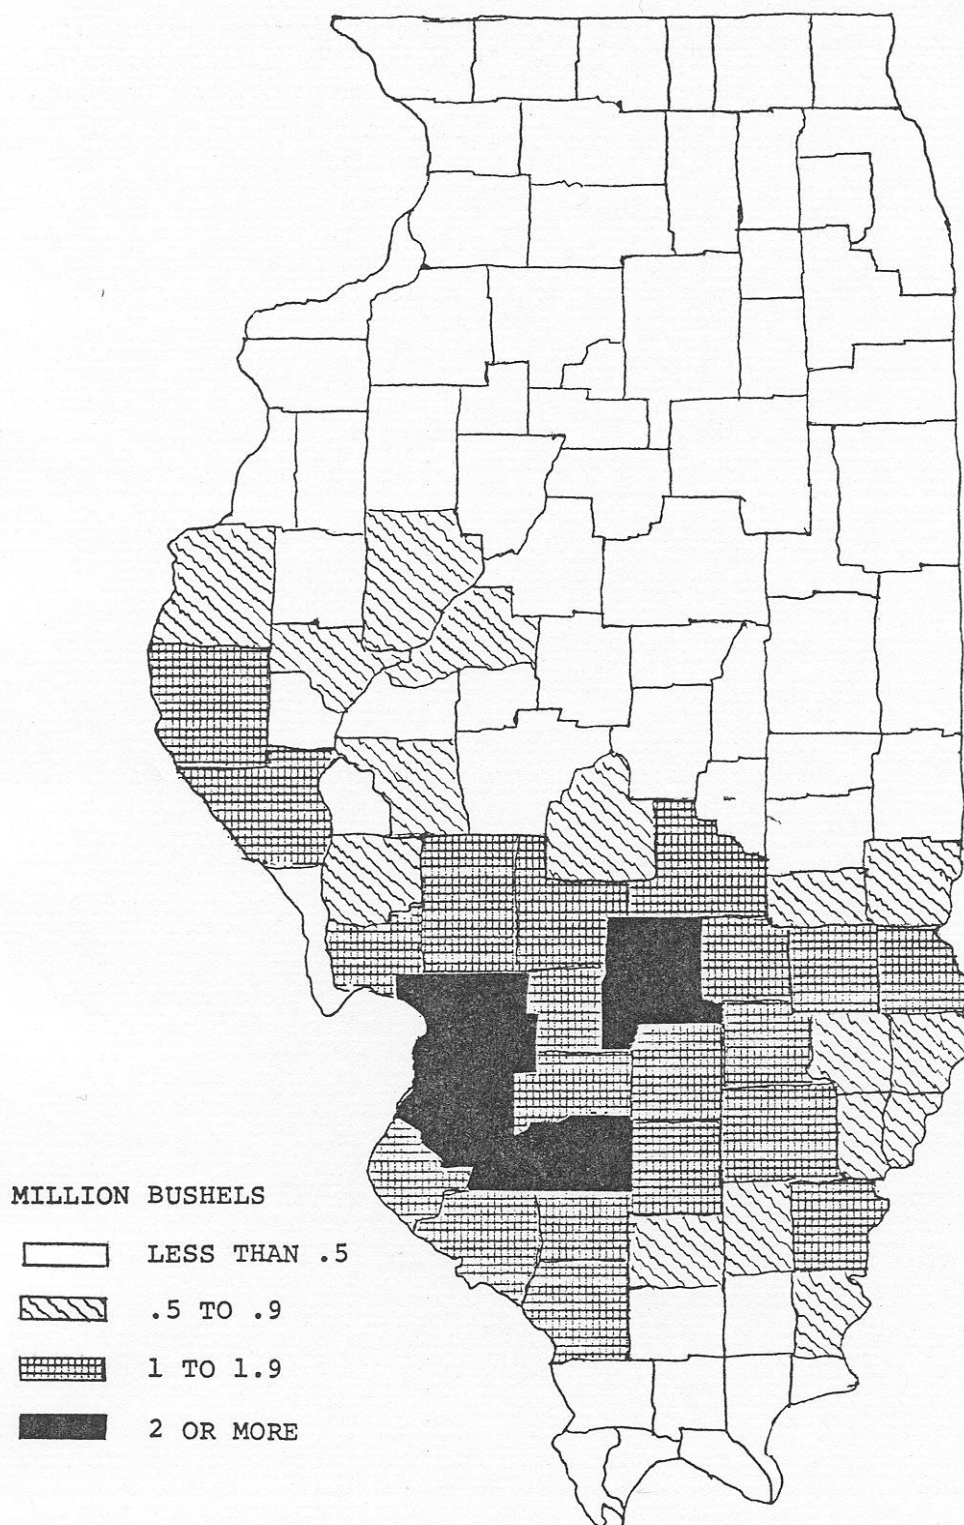 MILLION BUSHELS
LESS THAN .5
.5 TO .9
1 TO 1.9
2 OR MORE